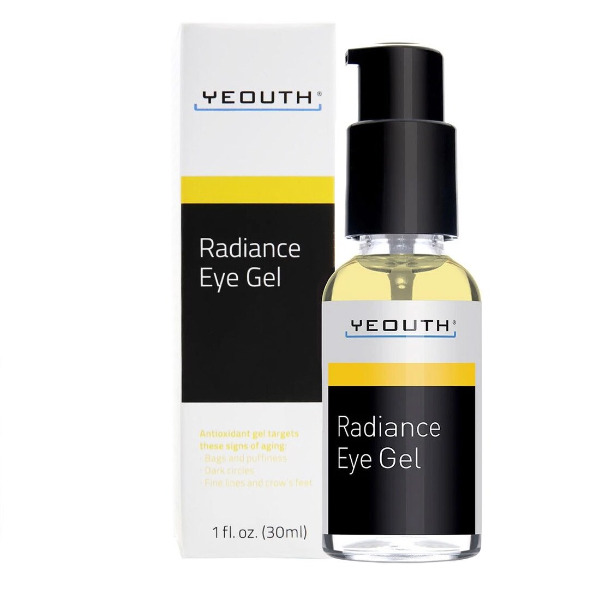 YEOUTH®
Radiance
Eye Gel
Antioxidant gel targets
these signs of aging:
- Bags and puffiness
- Dark circles
- Fine lines and crow's feet
1 fl. oz. (30ml)
YEOUTH®
Radiance
Eye Gel